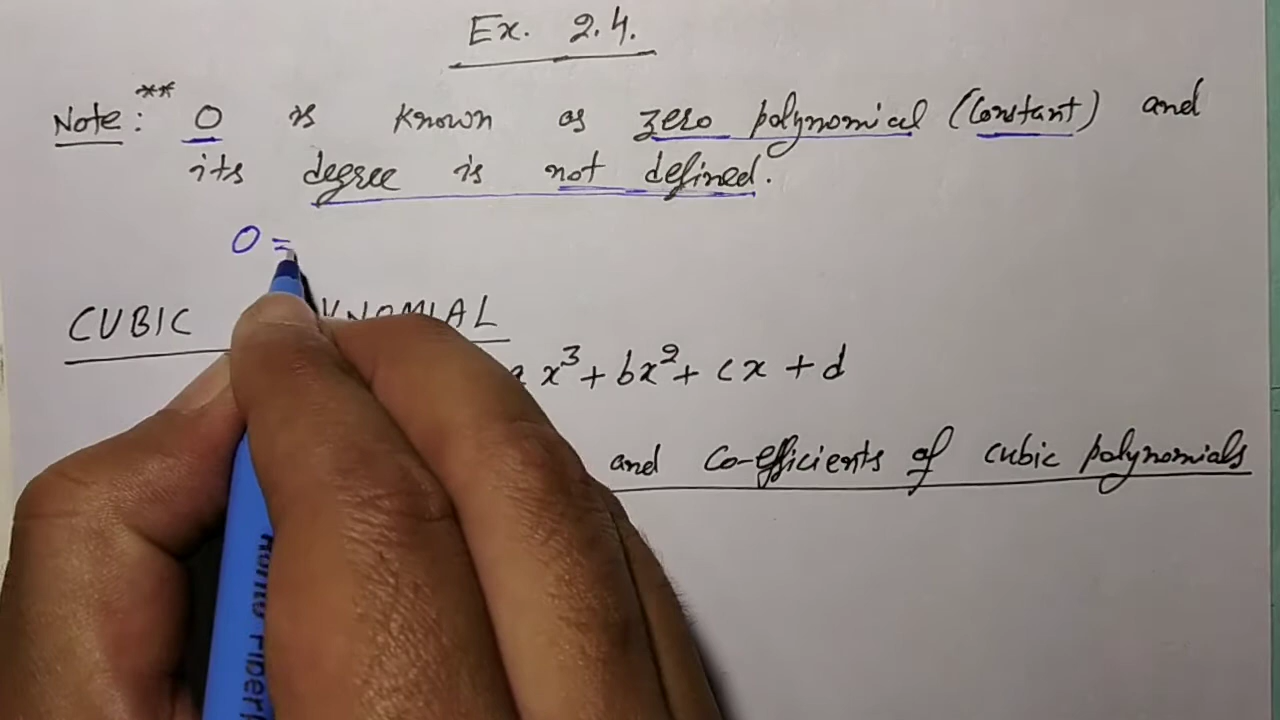 Ex. 2.4.
Note:** 0 is known as zero polynomial (Constant) and
its degree is not defined.
0 =
CUBIC
x³ + bx² + cx + d
and co-efficients of cubic polynomials